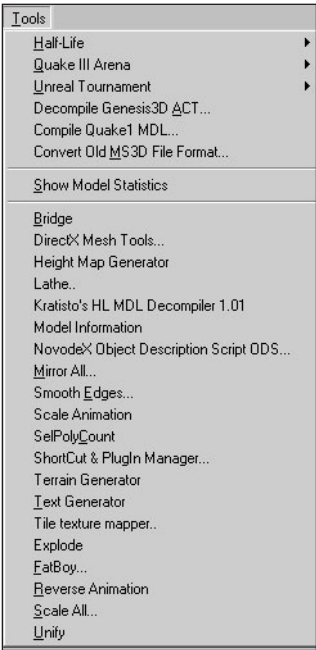 Tools
Half-Life
Quake III Arena
Unreal Tournament
Decompile Genesis3D ACT...
Compile Quake1 MDL...
Convert Old MS3D File Format...
Show Model Statistics
Bridge
DirectX Mesh Tools...
Height Map Generator
Lathe..
Kratisto's HL MDL Decompiler 1.01
Model Information
NovodeX Object Description Script ODS...
Mirror All...
Smooth Edges...
Scale Animation
SelPolyCount
ShortCut & PlugIn Manager...
Terrain Generator
Text Generator
Tile texture mapper..
Explode
FatBoy...
Reverse Animation
Scale All...
Unify